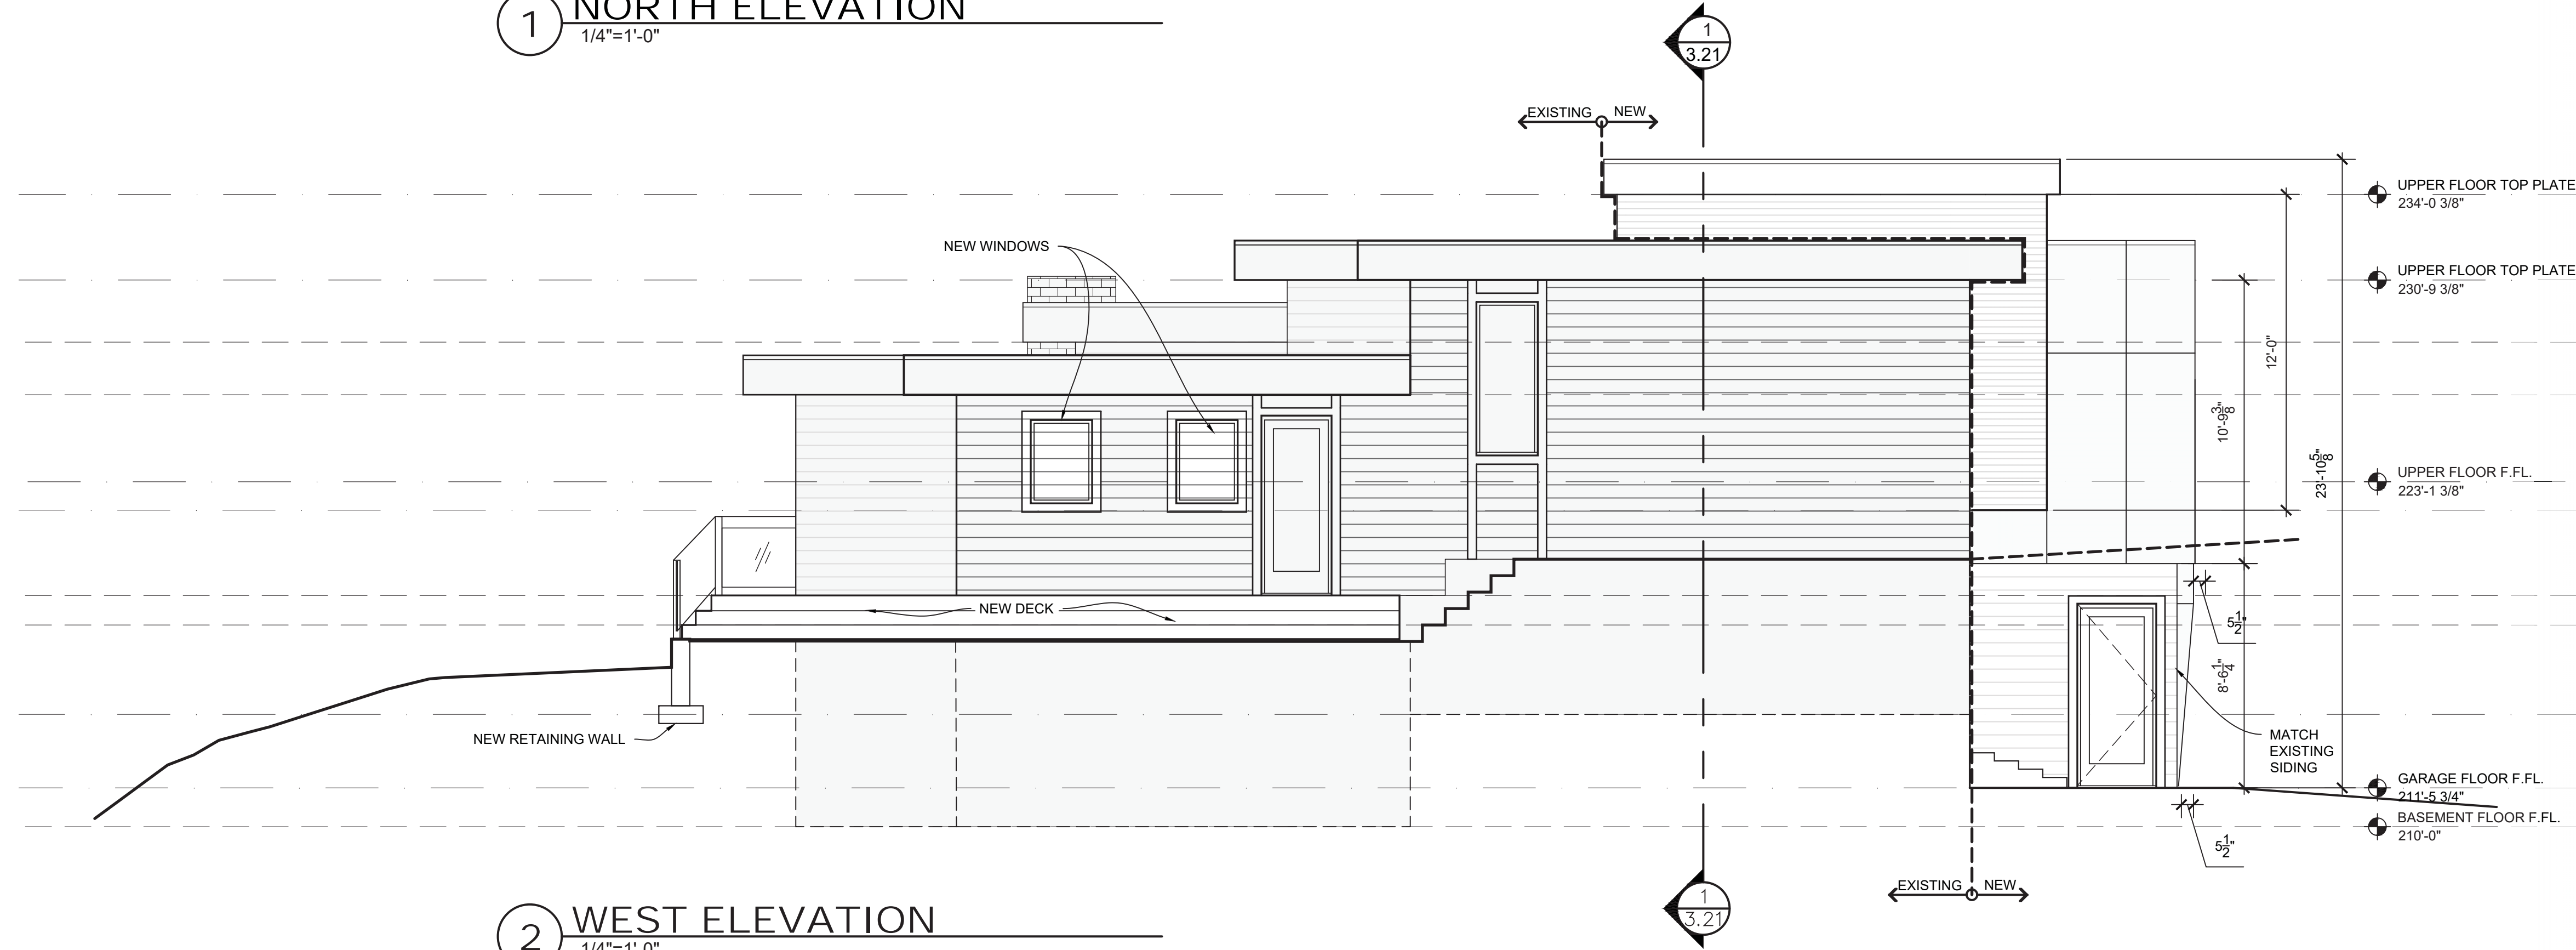 1 NORTH ELEVATION
1/4"=1'-0"
1
3.21
EXISTING NEW
UPPER FLOOR TOP PLATE
234'-0 3/8"
NEW WINDOWS
UPPER FLOOR TOP PLATE
230'-9 3/8"
12'-0"
10'-9 3/8"
23'-10 5/8"
UPPER FLOOR F.FL.
223'-1 3/8"
NEW DECK
5 1/2"
8'-6 1/4"
NEW RETAINING WALL
MATCH
EXISTING
SIDING
GARAGE FLOOR F.FL.
211'-5 3/4"
BASEMENT FLOOR F.FL.
210'-0"
5 1/2"
EXISTING NEW
1
3.21
2 WEST ELEVATION
1/4"=1'-0"